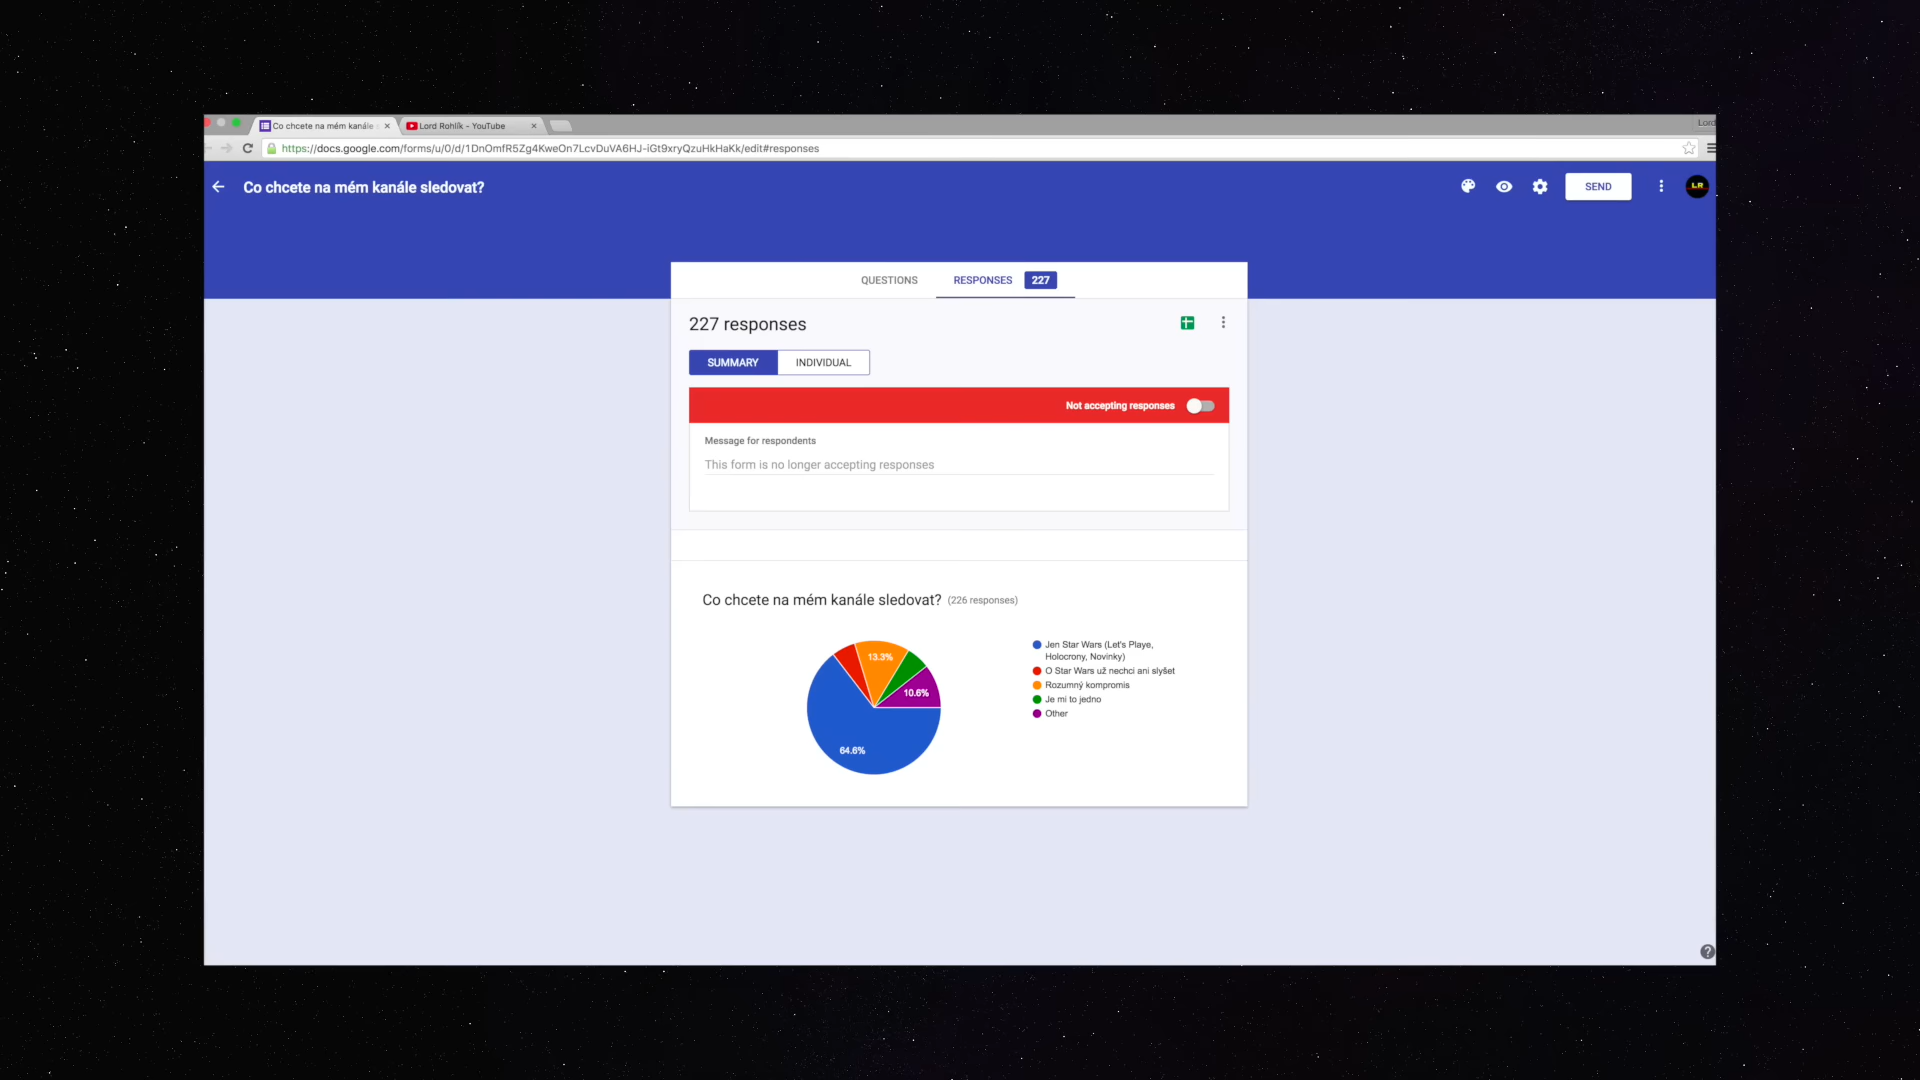 Co chcete na mém kanále
Lord Rohlík - YouTube
Lord
https://docs.google.com/forms/u/0/d/1DnOmfR5Zg4KweOn7LcvDuVA6HJ-iGt9xryQzuHkHaKk/edit#responses
Co chcete na mém kanále sledovat?
SEND
LR
QUESTIONS
RESPONSES 227
227 responses
SUMMARY
INDIVIDUAL
Not accepting responses
Message for respondents
This form is no longer accepting responses
Co chcete na mém kanále sledovat? (226 responses)
13.3%
10.6%
64.6%
Jen Star Wars (Let's Playe,
Holocrony, Novinky)
O Star Wars už nechci ani slyšet
Rozumný kompromis
Je mi to jedno
Other